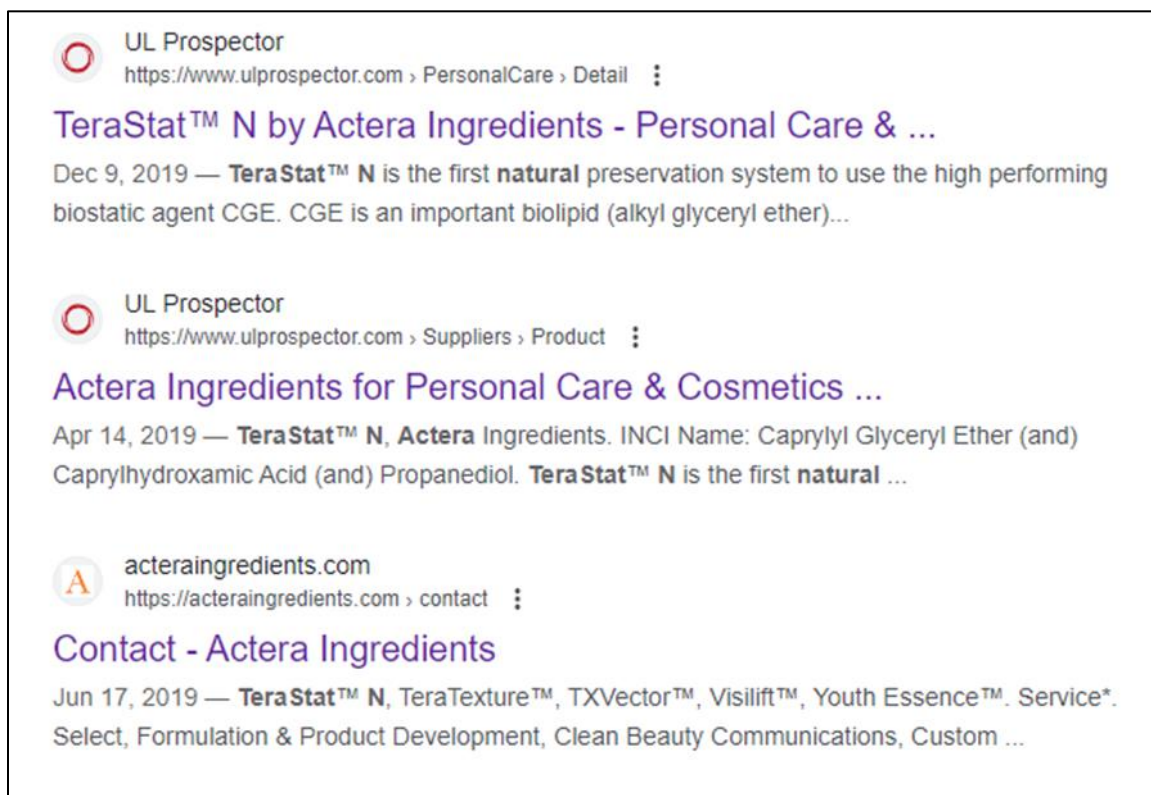 UL Prospector
https://www.ulprospector.com › PersonalCare › Detail
TeraStat™ N by Actera Ingredients - Personal Care & ...
Dec 9, 2019 — TeraStat™ N is the first natural preservation system to use the high performing
biostatic agent CGE. CGE is an important biolipid (alkyl glyceryl ether)...
UL Prospector
https://www.ulprospector.com › Suppliers › Product
Actera Ingredients for Personal Care & Cosmetics ...
Apr 14, 2019 — TeraStat™ N, Actera Ingredients. INCI Name: Caprylyl Glyceryl Ether (and)
Caprylhydroxamic Acid (and) Propanediol. TeraStat™ N is the first natural ...
A
acteraingredients.com
https://acteraingredients.com › contact
Contact - Actera Ingredients
Jun 17, 2019 — TeraStat™ N, TeraTexture™, TXVector™, Visilift™, Youth Essence™. Service*.
Select, Formulation & Product Development, Clean Beauty Communications, Custom ...